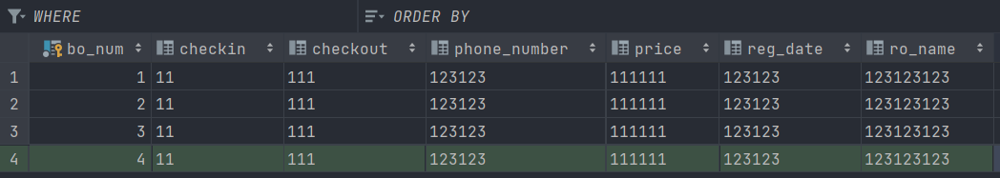 WHERE ORDER BY
bo_num checkin checkout phone_number price reg_date ro_name
1 1 11 111 123123 111111 123123 123123123
2 2 11 111 123123 111111 123123 123123123
3 3 11 111 123123 111111 123123 123123123
4 4 11 111 123123 111111 123123 123123123